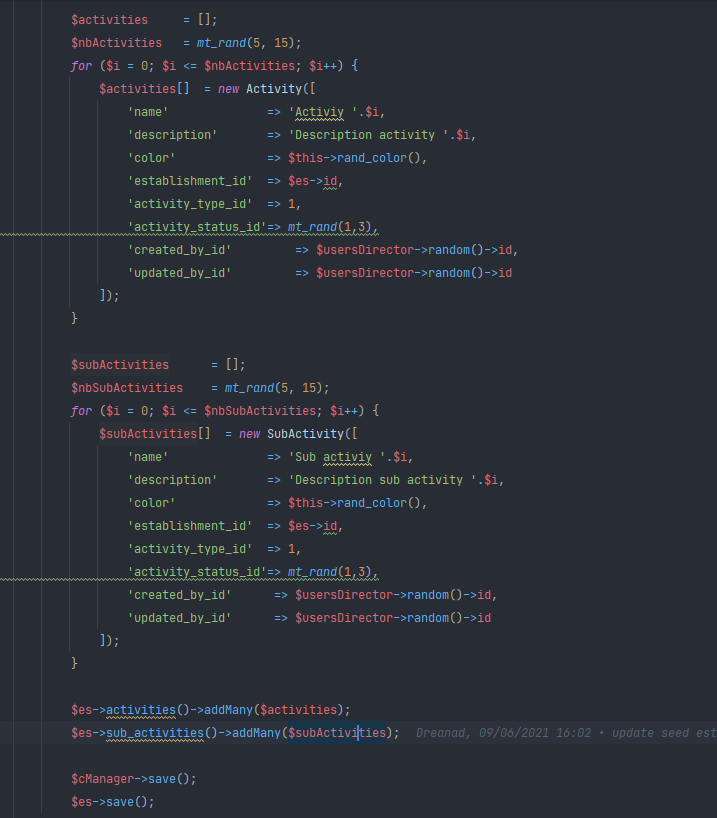 $activities     = [];
$nbActivities   = mt_rand(5, 15);
for ($i = 0; $i <= $nbActivities; $i++) {
    $activities[]  = new Activity([
        'name'              => 'Activiy '.$i,
        'description'       => 'Description activity '.$i,
        'color'             => $this->rand_color(),
        'establishment_id'  => $es->id,
        'activity_type_id'  => 1,
        'activity_status_id'=> mt_rand(1,3),
        'created_by_id'             => $usersDirector->random()->id,
        'updated_by_id'             => $usersDirector->random()->id
    ]);
}

$subActivities      = [];
$nbSubActivities    = mt_rand(5, 15);
for ($i = 0; $i <= $nbSubActivities; $i++) {
    $subActivities[]  = new SubActivity([
        'name'              => 'Sub activiy '.$i,
        'description'       => 'Description sub activity '.$i,
        'color'             => $this->rand_color(),
        'establishment_id'  => $es->id,
        'activity_type_id'  => 1,
        'activity_status_id'=> mt_rand(1,3),
        'created_by_id'      => $usersDirector->random()->id,
        'updated_by_id'      => $usersDirector->random()->id
    ]);
}

$es->activities()->addMany($activities);
$es->sub_activities()->addMany($subActivities);  Dreanad, 09/06/2021 16:02 • update seed est

$cManager->save();
$es->save();